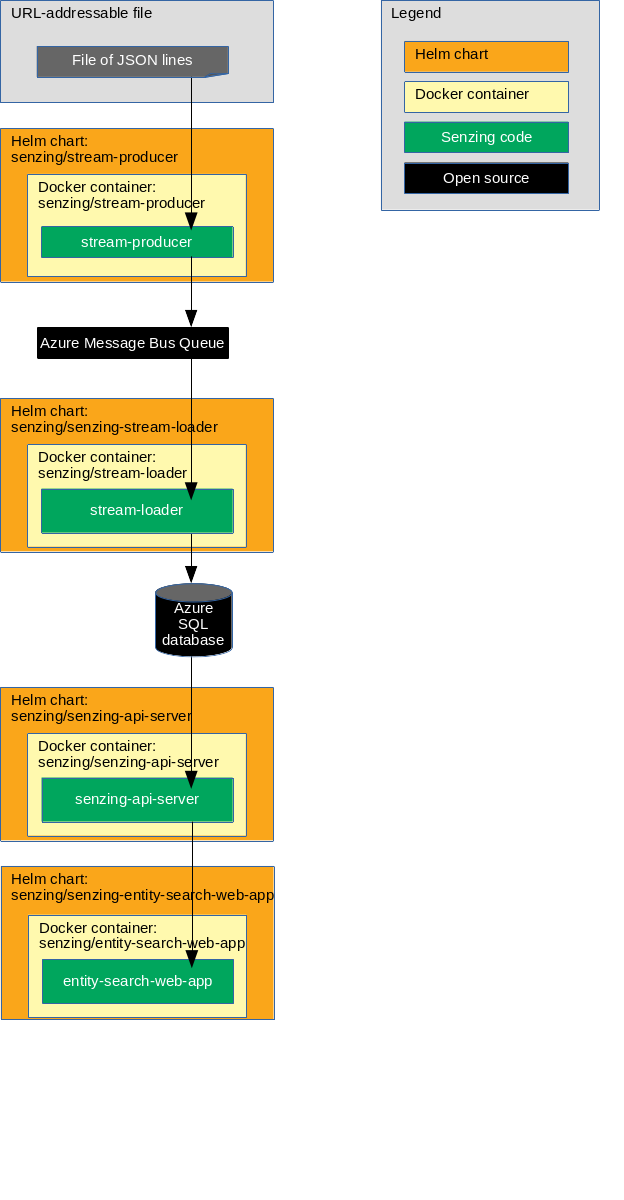 URL-addressable file
File of JSON lines
Helm chart:
senzing/stream-producer
Docker container:
senzing/stream-producer
stream-producer
Azure Message Bus Queue
Helm chart:
senzing/senzing-stream-loader
Docker container:
senzing/stream-loader
stream-loader
Azure
SQL
database
Helm chart:
senzing/senzing-api-server
Docker container:
senzing/senzing-api-server
senzing-api-server
Helm chart:
senzing/senzing-entity-search-web-app
Docker container:
senzing/entity-search-web-app
entity-search-web-app
Legend
Helm chart
Docker container
Senzing code
Open source